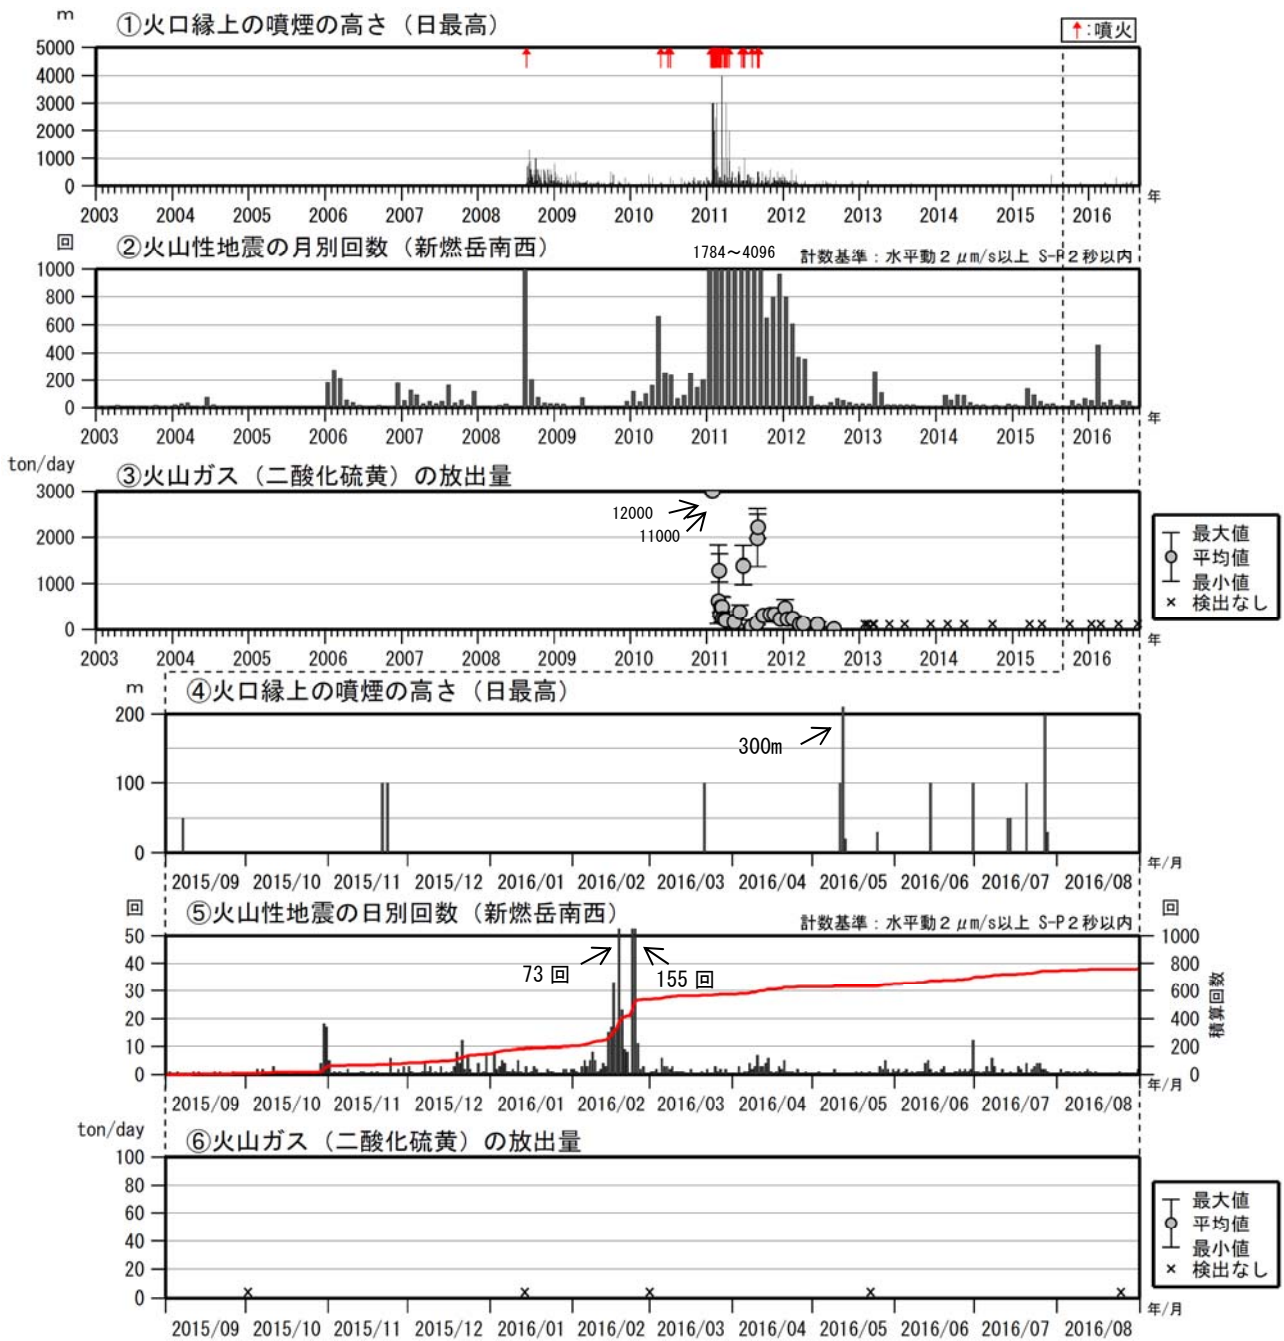 m ①火口縁上の噴煙の高さ（日最高） ↑:噴火
5000
4000
3000
2000
1000
0
2003 2004 2005 2006 2007 2008 2009 2010 2011 2012 2013 2014 2015 2016 年
回 ②火山性地震の月別回数（新燃岳南西） 1784～4096 計数基準：水平動２μm/s以上 S-P２秒以内
1000
800
600
400
200
0
2003 2004 2005 2006 2007 2008 2009 2010 2011 2012 2013 2014 2015 2016 年
ton/day ③火山ガス（二酸化硫黄）の放出量
3000
12000
11000
2000
1000
0
最大値
平均値
最小値
× 検出なし
2003 2004 2005 2006 2007 2008 2009 2010 2011 2012 2013 2014 2015 2016 年
m ④火口縁上の噴煙の高さ（日最高）
200
300m
100
0
2015/09 2015/10 2015/11 2015/12 2016/01 2016/02 2016/03 2016/04 2016/05 2016/06 2016/07 2016/08 年/月
回 ⑤火山性地震の日別回数（新燃岳南西） 計数基準：水平動２μm/s以上 S-P２秒以内 回
50 1000
40 800
73 回 155 回
30 600
20 400
10 200
0 0
積算回数
2015/09 2015/10 2015/11 2015/12 2016/01 2016/02 2016/03 2016/04 2016/05 2016/06 2016/07 2016/08 年/月
ton/day ⑥火山ガス（二酸化硫黄）の放出量
100
80
60
40
20
0
最大値
平均値
最小値
× 検出なし
2015/09 2015/10 2015/11 2015/12 2016/01 2016/02 2016/03 2016/04 2016/05 2016/06 2016/07 2016/08 年/月